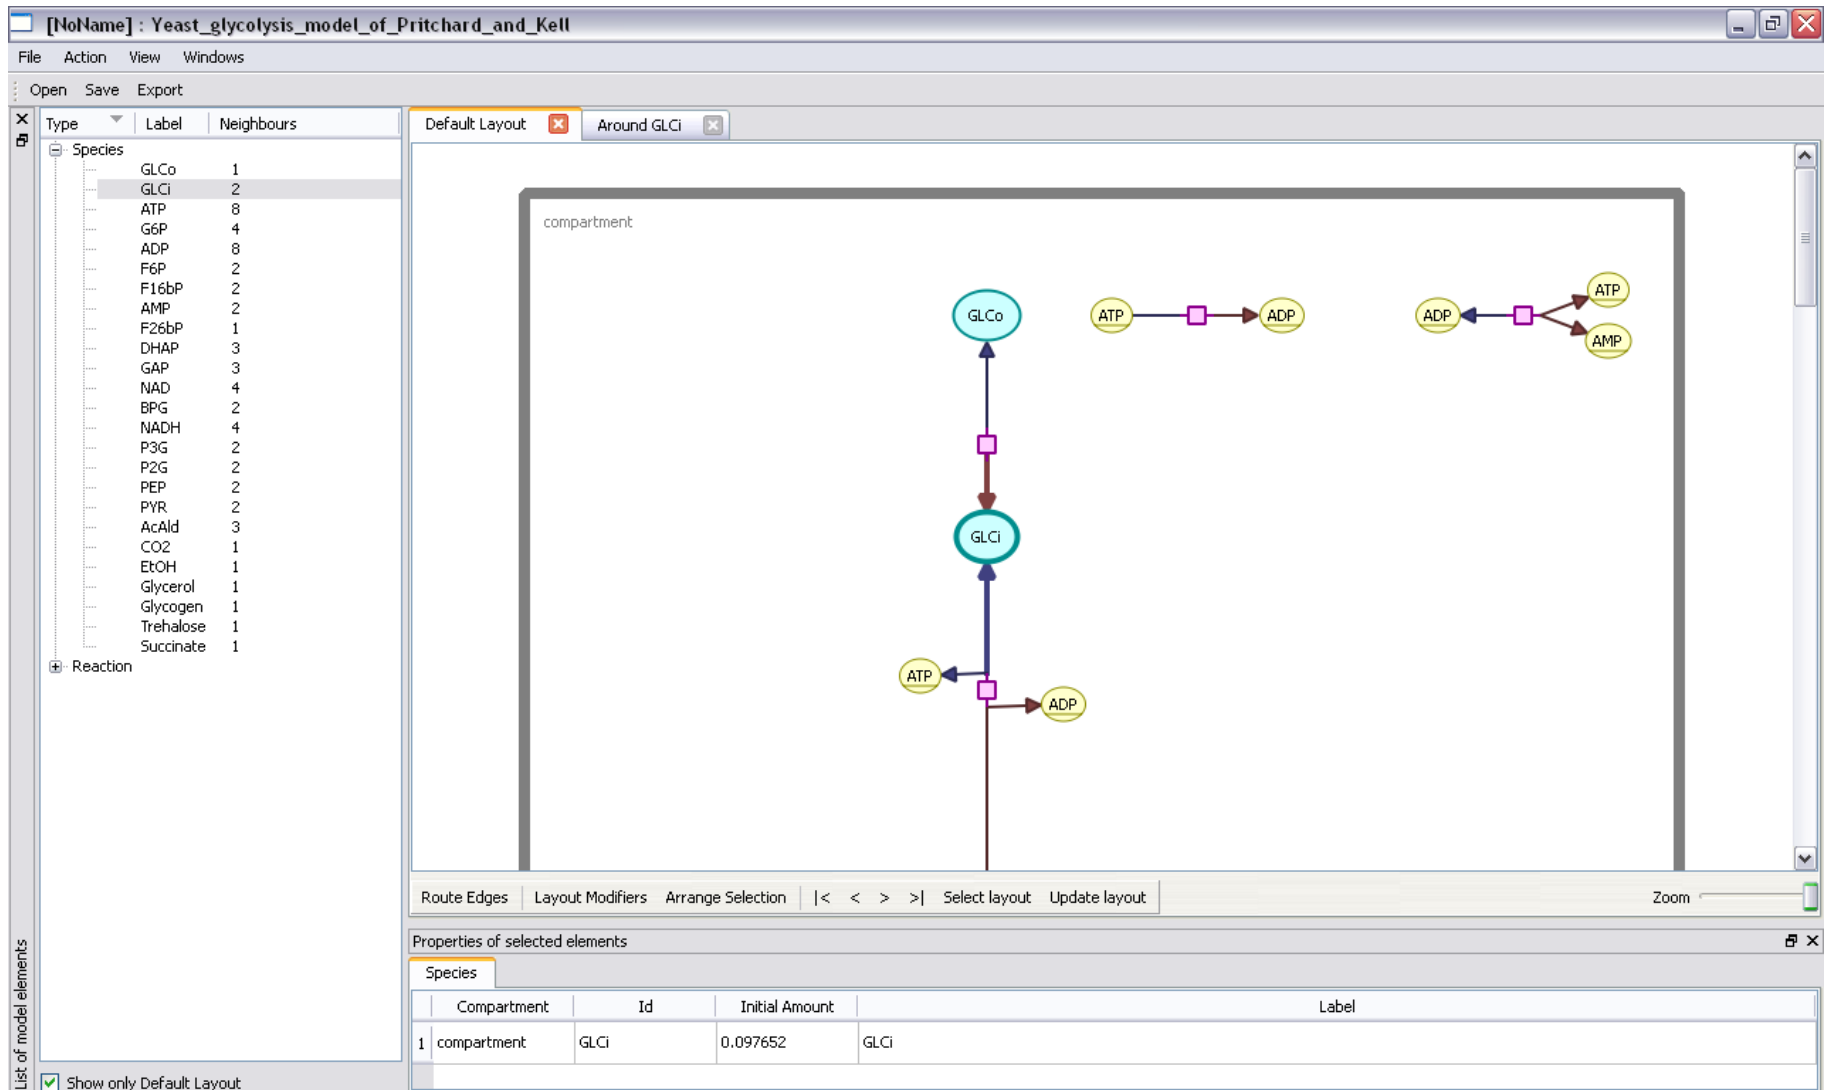 [NoName] : Yeast_glycolysis_model_of_Pritchard_and_Kell
File Action View Windows
Open Save Export
Type Label Neighbours
Species
GLCo 1
GLCi 2
ATP 8
G6P 4
ADP 8
F6P 2
F16bP 2
AMP 2
F26bP 1
DHAP 3
GAP 3
NAD 4
BPG 2
NADH 4
P3G 2
P2G 2
PEP 2
PYR 2
AcAld 3
CO2 1
EtOH 1
Glycerol 1
Glycogen 1
Trehalose 1
Succinate 1
Reaction
List of model elements
Show only Default Layout
Default Layout Around GLCi
compartment
GLCo
ATP
ADP
ADP
ATP
AMP
GLCi
ATP
ADP
Route Edges Layout Modifiers Arrange Selection |< < > >| Select layout Update layout Zoom
Properties of selected elements
Species
Compartment Id Initial Amount Label
1 compartment GLCi 0.097652 GLCi